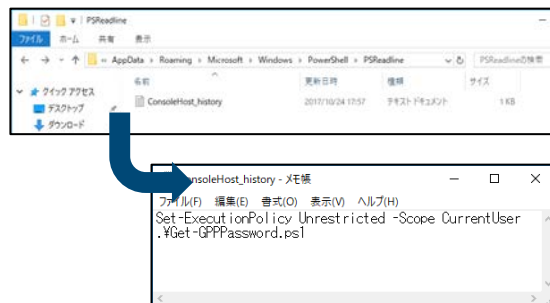 PSReadline
ファイル ホーム 共有 表示
« AppData › Roaming › Microsoft › Windows › PowerShell › PSReadline
PSReadlineの検索
クイック アクセス
デスクトップ
ダウンロード
名前 更新日時 種類 サイズ
ConsoleHost_history 2017/10/24 17:57 テキスト ドキュメント 1 KB
onsoleHost_history - メモ帳
ファイル(F) 編集(E) 書式(O) 表示(V) ヘルプ(H)
Set-ExecutionPolicy Unrestricted -Scope CurrentUser
.¥Get-GPPPassword.ps1